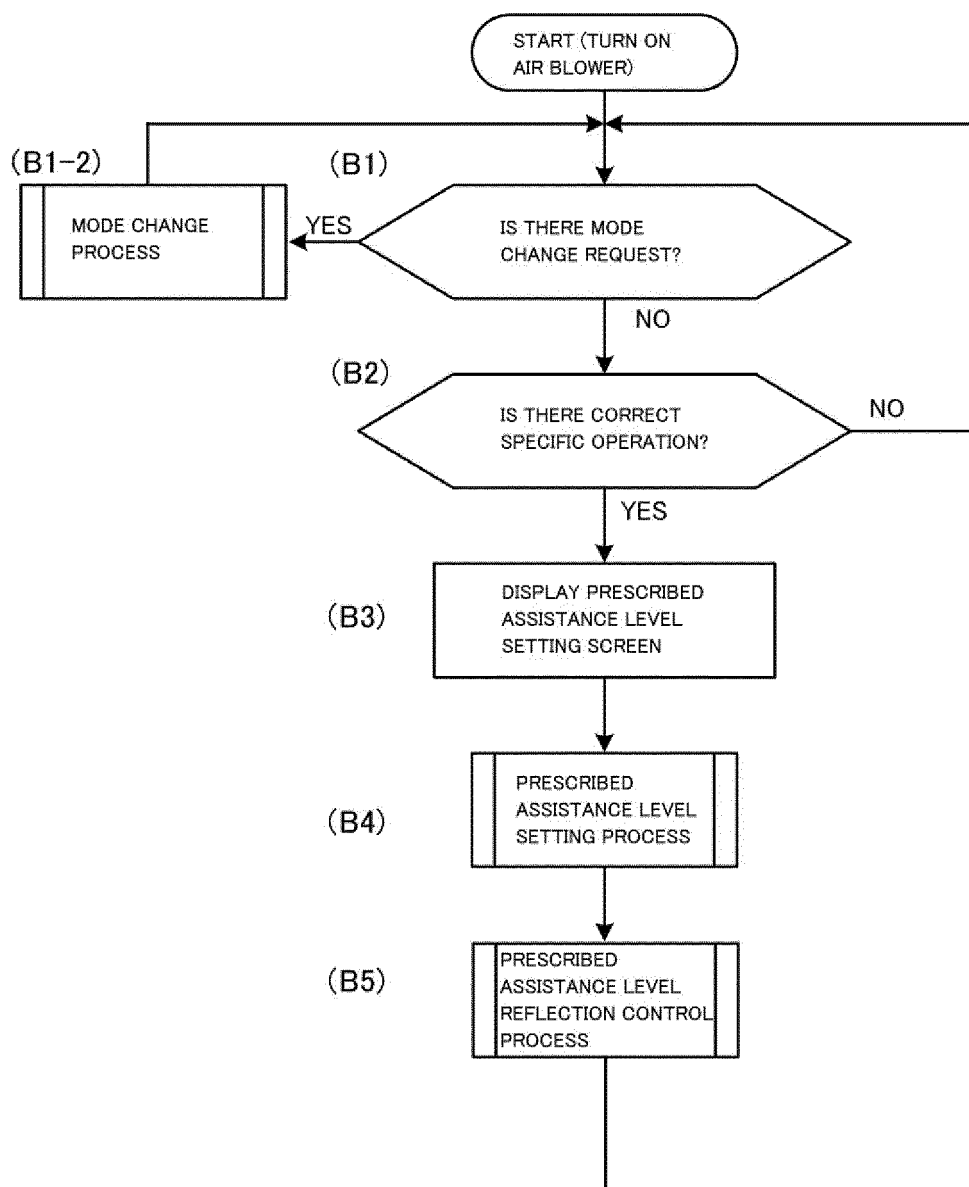 START (TURN ON
AIR BLOWER)
(B1-2)
(B1)
MODE CHANGE
PROCESS
YES
IS THERE MODE
CHANGE REQUEST?
NO
(B2)
IS THERE CORRECT
SPECIFIC OPERATION?
NO
YES
(B3)
DISPLAY PRESCRIBED
ASSISTANCE LEVEL
SETTING SCREEN
(B4)
PRESCRIBED
ASSISTANCE LEVEL
SETTING PROCESS
(B5)
PRESCRIBED
ASSISTANCE LEVEL
REFLECTION CONTROL
PROCESS